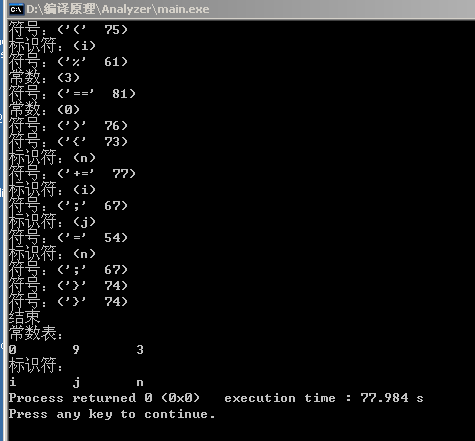 D:\编译原理\Analyzer\main.exe
符号：('(' 75)
标识符：(i)
符号：('%' 61)
常数：(3)
符号：('==' 81)
常数：(0)
符号：(')' 76)
符号：('{' 73)
标识符：(n)
符号：('+=' 77)
标识符：(i)
符号：(';' 67)
标识符：(j)
符号：('=' 54)
标识符：(n)
符号：(';' 67)
符号：('}' 74)
符号：('}' 74)
结束
常数表：
0 9 3
标识符：
i j n
Process returned 0 (0x0) execution time : 77.984 s
Press any key to continue.